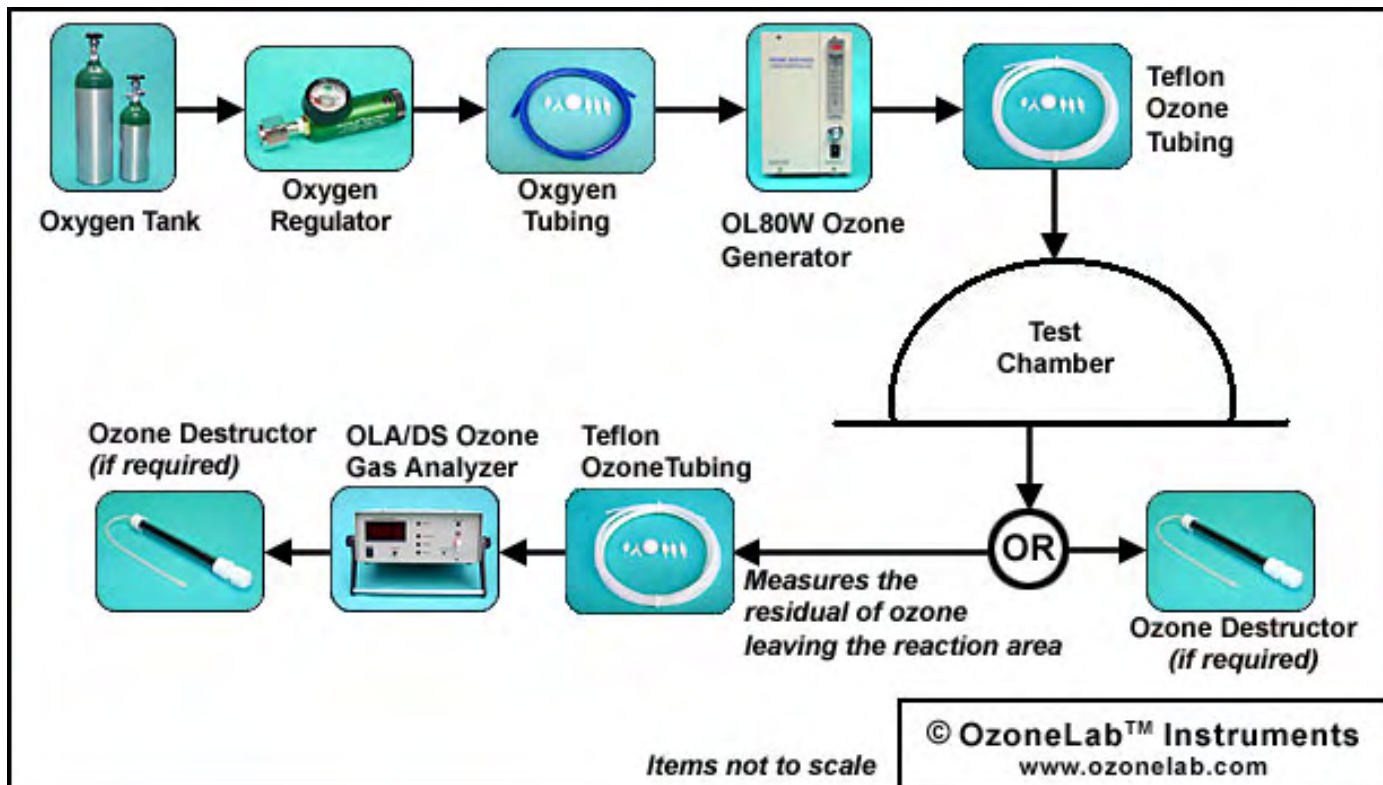 Oxygen Tank
Oxygen
Regulator
Oxgyen
Tubing
OL80W Ozone
Generator
Teflon
Ozone
Tubing
Test
Chamber
OR
Ozone Destructor
(if required)
Measures the
residual of ozone
leaving the reaction area
Teflon
OzoneTubing
OLA/DS Ozone
Gas Analyzer
Ozone Destructor
(if required)
Items not to scale
© OzoneLab™ Instruments
www.ozonelab.com